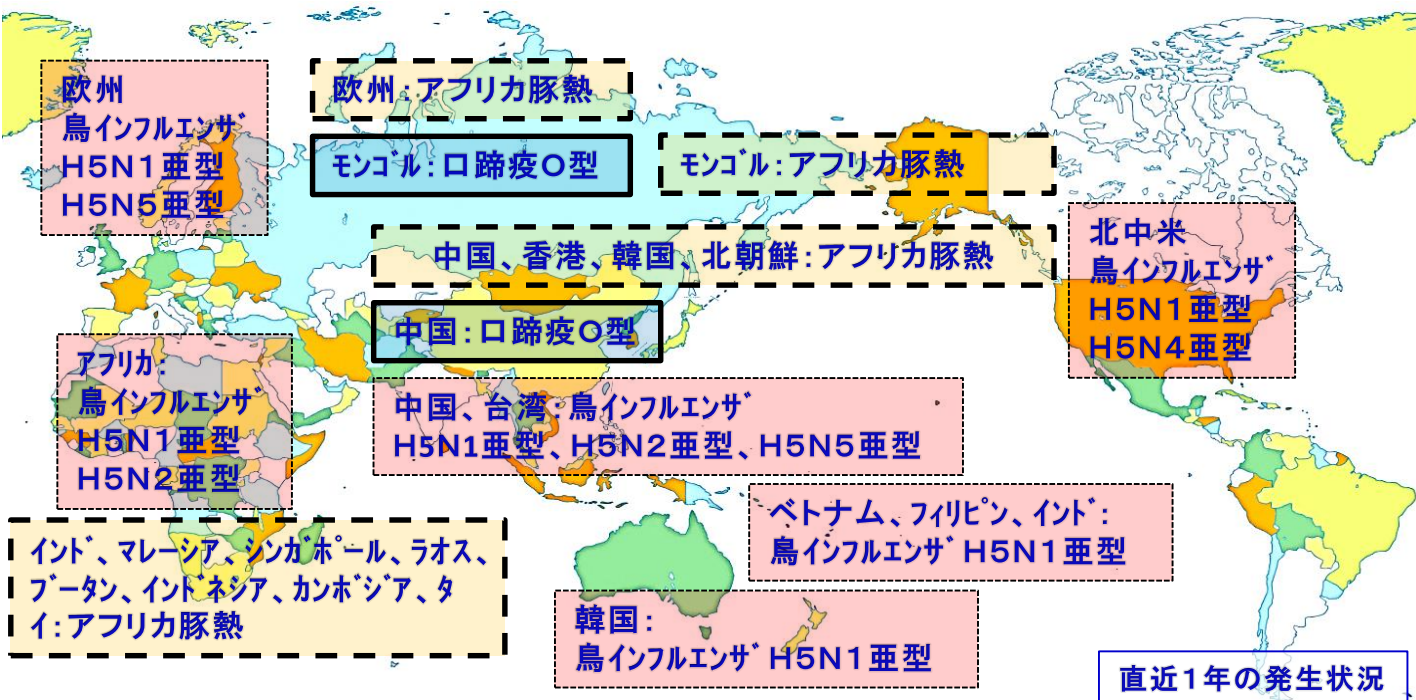 欧州
鳥インフルエンザ
H5N1亜型
H5N5亜型
欧州：アフリカ豚熱
モンゴル：口蹄疫O型
モンゴル：アフリカ豚熱
中国、香港、韓国、北朝鮮：アフリカ豚熱
中国：口蹄疫O型
北中米
鳥インフルエンザ
H5N1亜型
H5N4亜型
アフリカ：
鳥インフルエンザ
H5N1亜型
H5N2亜型
中国、台湾：鳥インフルエンザ
H5N1亜型、H5N2亜型、H5N5亜型
ベトナム、フィリピン、インド：
鳥インフルエンザ H5N1亜型
インド、マレーシア、シンガポール、ラオス、
ブータン、インドネシア、カンボジア、タ
イ：アフリカ豚熱
韓国：
鳥インフルエンザ H5N1亜型
直近1年の発生状況